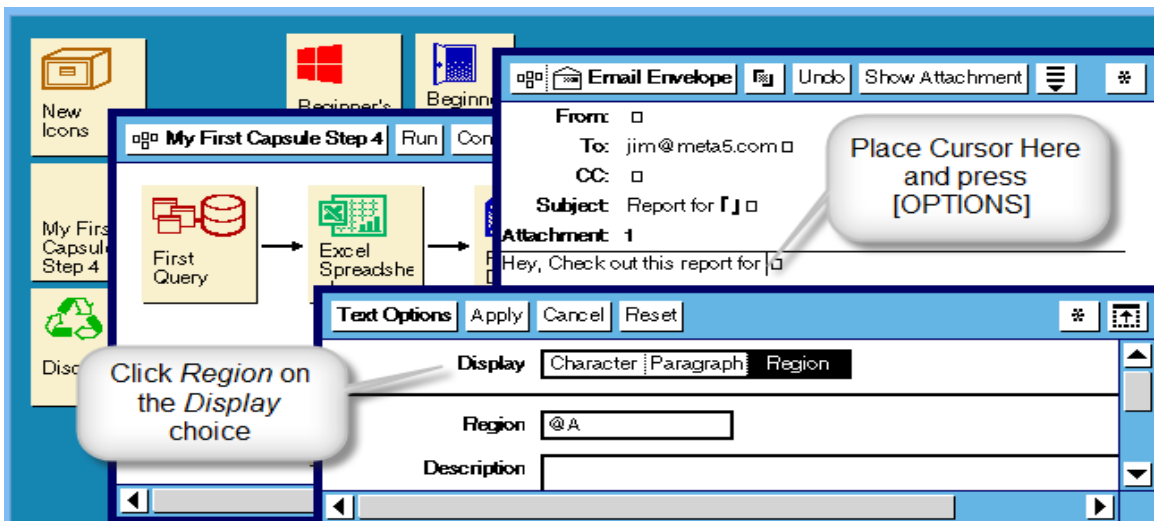 New
Icons
Beginner's
Beginn
My Firs
Capsul
Step 4
Disc
My First Capsule Step 4 Run Con
First
Query
Excel
Spreadshe
Email Envelope Undo Show Attachment *
From:
To: jim@meta5.com
CC:
Subject: Report for 「」
Attachment: 1
Hey, Check out this report for
Place Cursor Here
and press
[OPTIONS]
Text Options Apply Cancel Reset *
Display Character Paragraph Region
Region @A
Description
Click Region on
the Display
choice